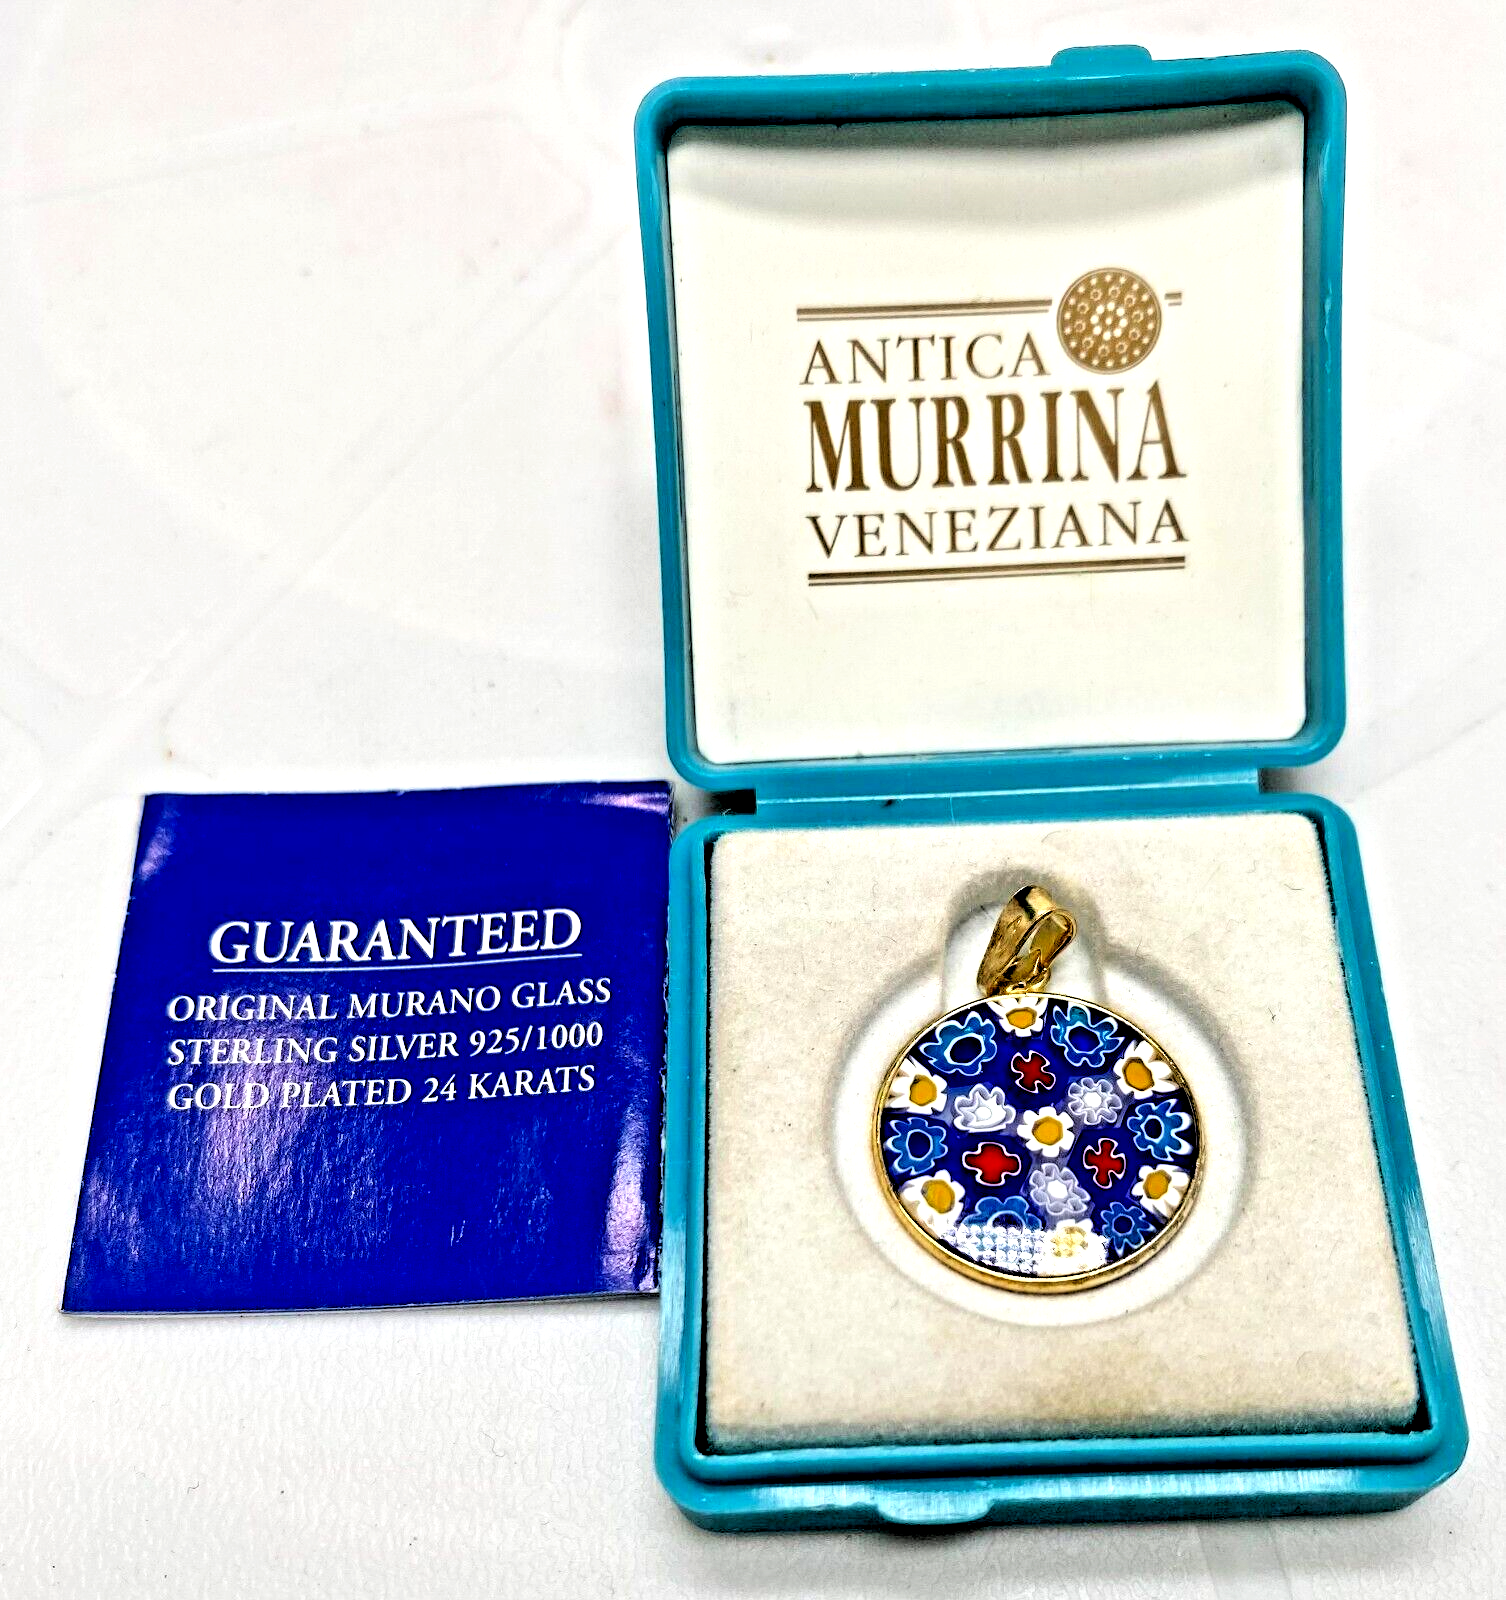 ANTICA
MURRINA
VENEZIANA
GUARANTEED
ORIGINAL MURANO GLASS
STERLING SILVER 925/1000
GOLD PLATED 24 KARATS